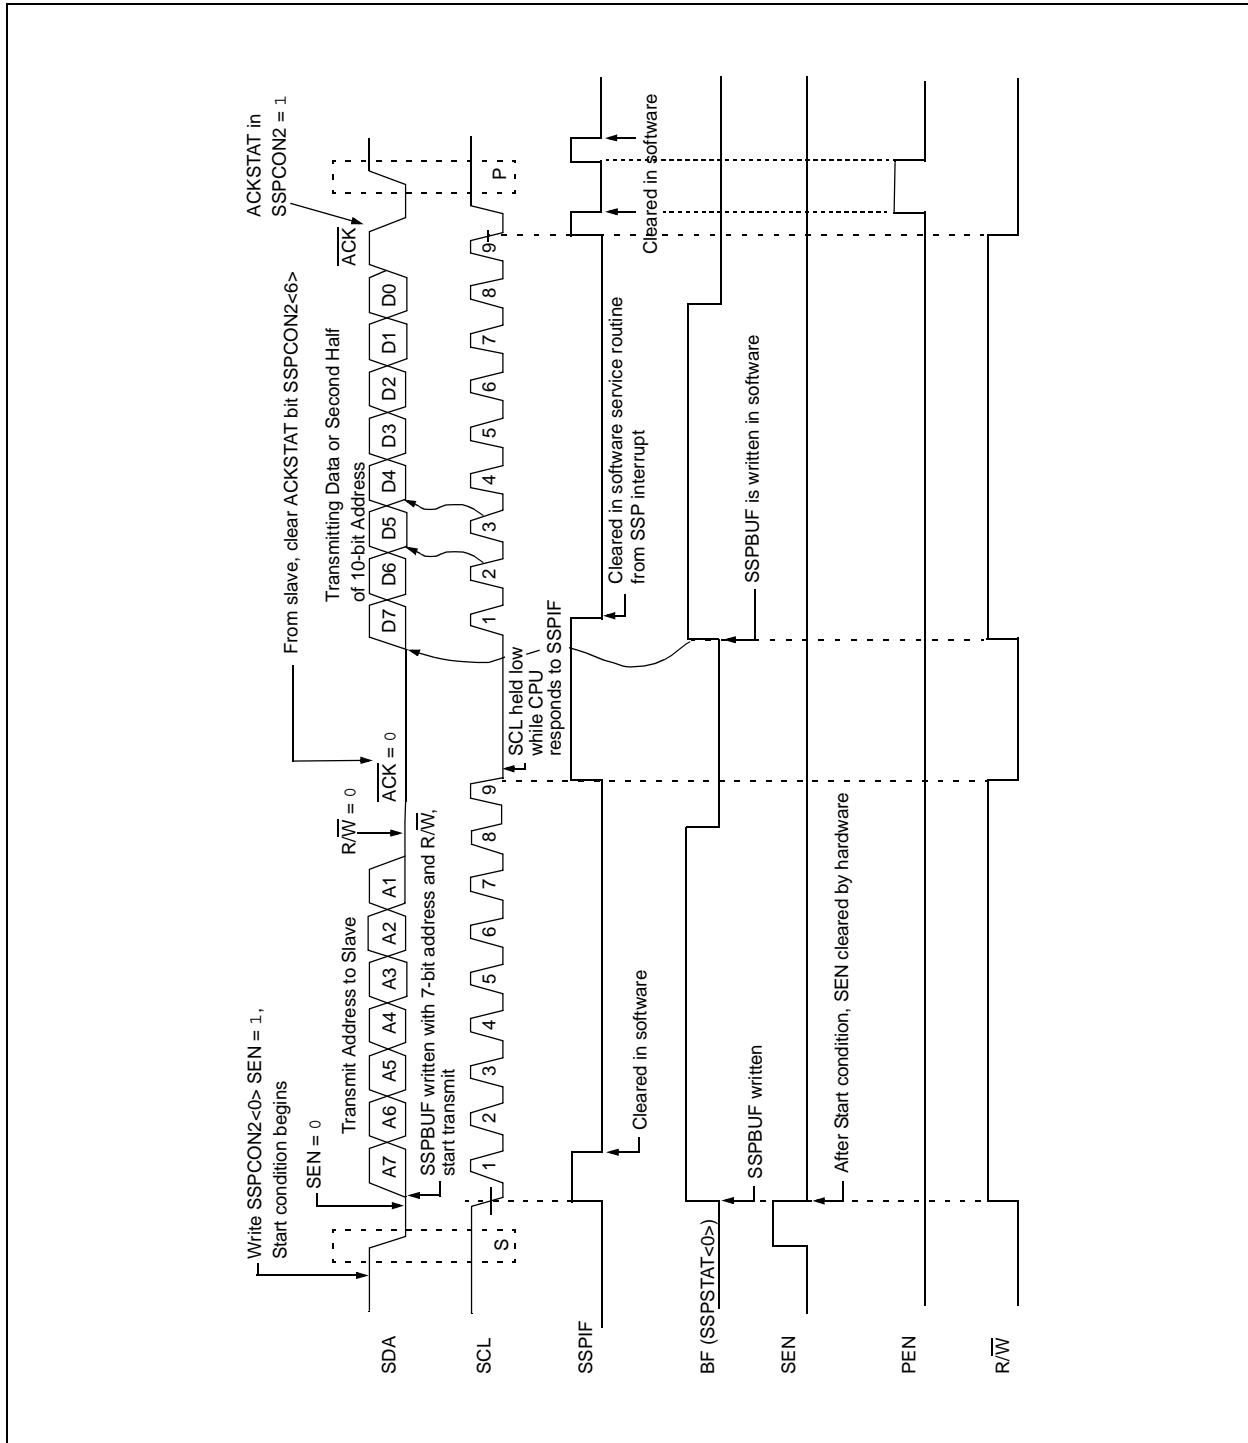 Write SSPCON2<0> SEN = 1,
Start condition begins
SEN = 0
Transmit Address to Slave
R/W = 0
From slave, clear ACKSTAT bit SSPCON2<6>
ACK = 0
Transmitting Data or Second Half
of 10-bit Address
ACKSTAT in
SSPCON2 = 1
ACK
SDA
A7 A6 A5 A4 A3 A2 A1
D7 D6 D5 D4 D3 D2 D1 D0
SSPBUF written with 7-bit address and R/W,
start transmit
SCL
S
1 2 3 4 5 6 7 8 9
1 2 3 4 5 6 7 8 9
P
SCL held low
while CPU
responds to SSPIF
SSPIF
Cleared in software
Cleared in software service routine
from SSP interrupt
Cleared in software
BF (SSPSTAT<0>)
SSPBUF written
SSPBUF is written in software
SEN
After Start condition, SEN cleared by hardware
PEN
R/W